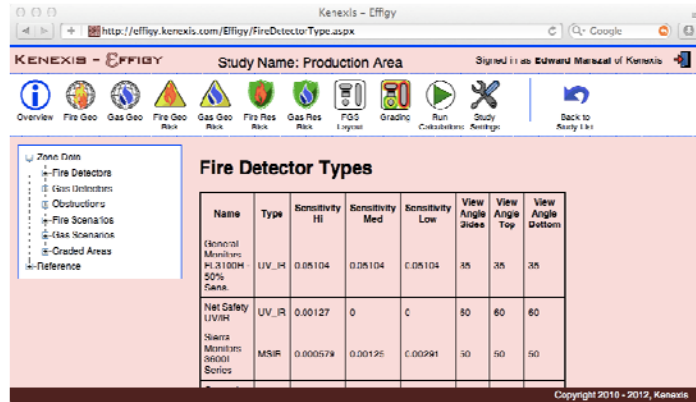 Kenexis – Effigy
http://effigy.kenexis.com/Effigy/FireDetectorType.aspx
Google
KENEXIS – EFFIGY
Study Name: Production Area
Signed in as Edward Marszal of Kenexis
Overview
Fire Geo
Gas Geo
Fire Geo Risk
Gas Geo Risk
Fire Res Risk
Gas Res Risk
FGS Layout
Grading
Run Calculations
Study Settings
Back to Study List
Zone Data
Fire Detectors
Gas Detectors
Obstructions
Fire Scenarios
Gas Scenarios
Graded Areas
Reference
Fire Detector Types
Name Type Sensitivity Hi Sensitivity Med Sensitivity Low View Angle Sides View Angle Top View Angle Bottom
General Monitors FL3100H - 50% Sens. UV_IR 0.05104 0.05104 0.05104 35 35 35
Net Safety UV/IR UV_IR 0.00127 0 0 60 60 60
Sierra Monitors 3600I Series MSIR 0.000579 0.00125 0.00291 50 50 50
Copyright 2010 - 2012, Kenexis